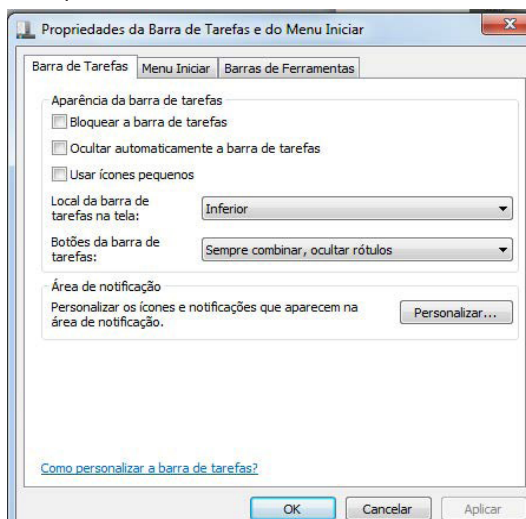 Propriedades da Barra de Tarefas e do Menu Iniciar
Barra de Tarefas Menu Iniciar Barras de Ferramentas
Aparência da barra de tarefas
Bloquear a barra de tarefas
Ocultar automaticamente a barra de tarefas
Usar ícones pequenos
Local da barra de
tarefas na tela:
Inferior
Botões da barra de
tarefas:
Sempre combinar, ocultar rótulos
Área de notificação
Personalizar os ícones e notificações que aparecem na
área de notificação.
Personalizar...
Como personalizar a barra de tarefas?
OK Cancelar Aplicar